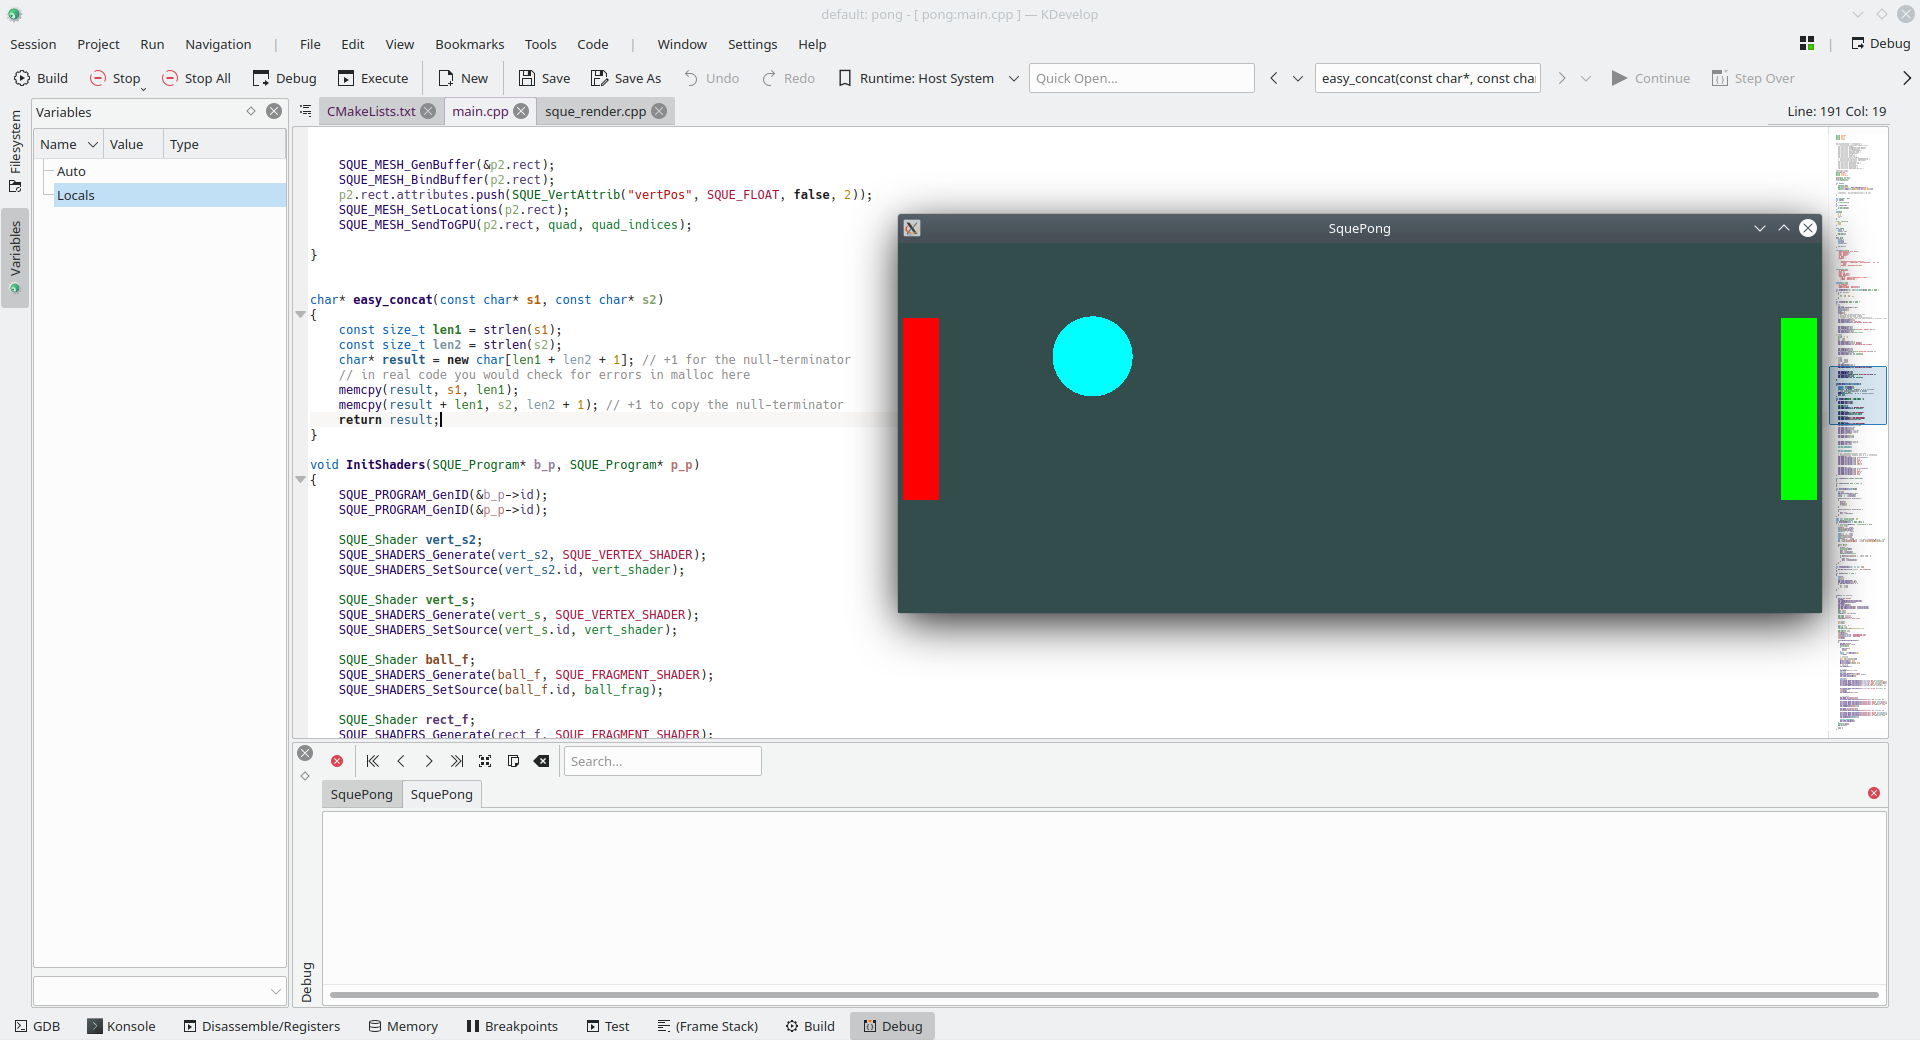 default: pong - [ pong:main.cpp ] — KDevelop
Session Project Run Navigation | File Edit View Bookmarks Tools Code | Window Settings Help | Debug
Build Stop Stop All Debug Execute New Save Save As Undo Redo Runtime: Host System Quick Open... easy_concat(const char*, const cha Continue Step Over
Filesystem
Variables
Variables
Name Value Type
Auto
Locals
CMakeLists.txt main.cpp sque_render.cpp Line: 191 Col: 19
SQUE_MESH_GenBuffer(&p2.rect);
SQUE_MESH_BindBuffer(p2.rect);
p2.rect.attributes.push(SQUE_VertAttrib("vertPos", SQUE_FLOAT, false, 2));
SQUE_MESH_SetLocations(p2.rect);
SQUE_MESH_SendToGPU(p2.rect, quad, quad_indices);
}
char* easy_concat(const char* s1, const char* s2)
{
const size_t len1 = strlen(s1);
const size_t len2 = strlen(s2);
char* result = new char[len1 + len2 + 1]; // +1 for the null-terminator
// in real code you would check for errors in malloc here
memcpy(result, s1, len1);
memcpy(result + len1, s2, len2 + 1); // +1 to copy the null-terminator
return result;
}
void InitShaders(SQUE_Program* b_p, SQUE_Program* p_p)
{
SQUE_PROGRAM_GenID(&b_p->id);
SQUE_PROGRAM_GenID(&p_p->id);
SQUE_Shader vert_s2;
SQUE_SHADERS_Generate(vert_s2, SQUE_VERTEX_SHADER);
SQUE_SHADERS_SetSource(vert_s2.id, vert_shader);
SQUE_Shader vert_s;
SQUE_SHADERS_Generate(vert_s, SQUE_VERTEX_SHADER);
SQUE_SHADERS_SetSource(vert_s.id, vert_shader);
SQUE_Shader ball_f;
SQUE_SHADERS_Generate(ball_f, SQUE_FRAGMENT_SHADER);
SQUE_SHADERS_SetSource(ball_f.id, ball_frag);
SQUE_Shader rect_f;
SQUE_SHADERS_Generate(rect_f, SQUE_FRAGMENT_SHADER);
SquePong
Search...
SquePong SquePong
Debug
GDB Konsole Disassemble/Registers Memory Breakpoints Test (Frame Stack) Build Debug